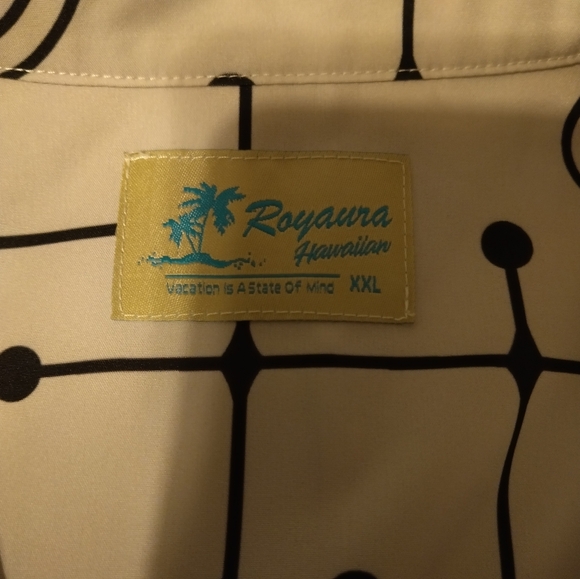 Royaura
Hawaiian
Vacation Is A State Of Mind XXL